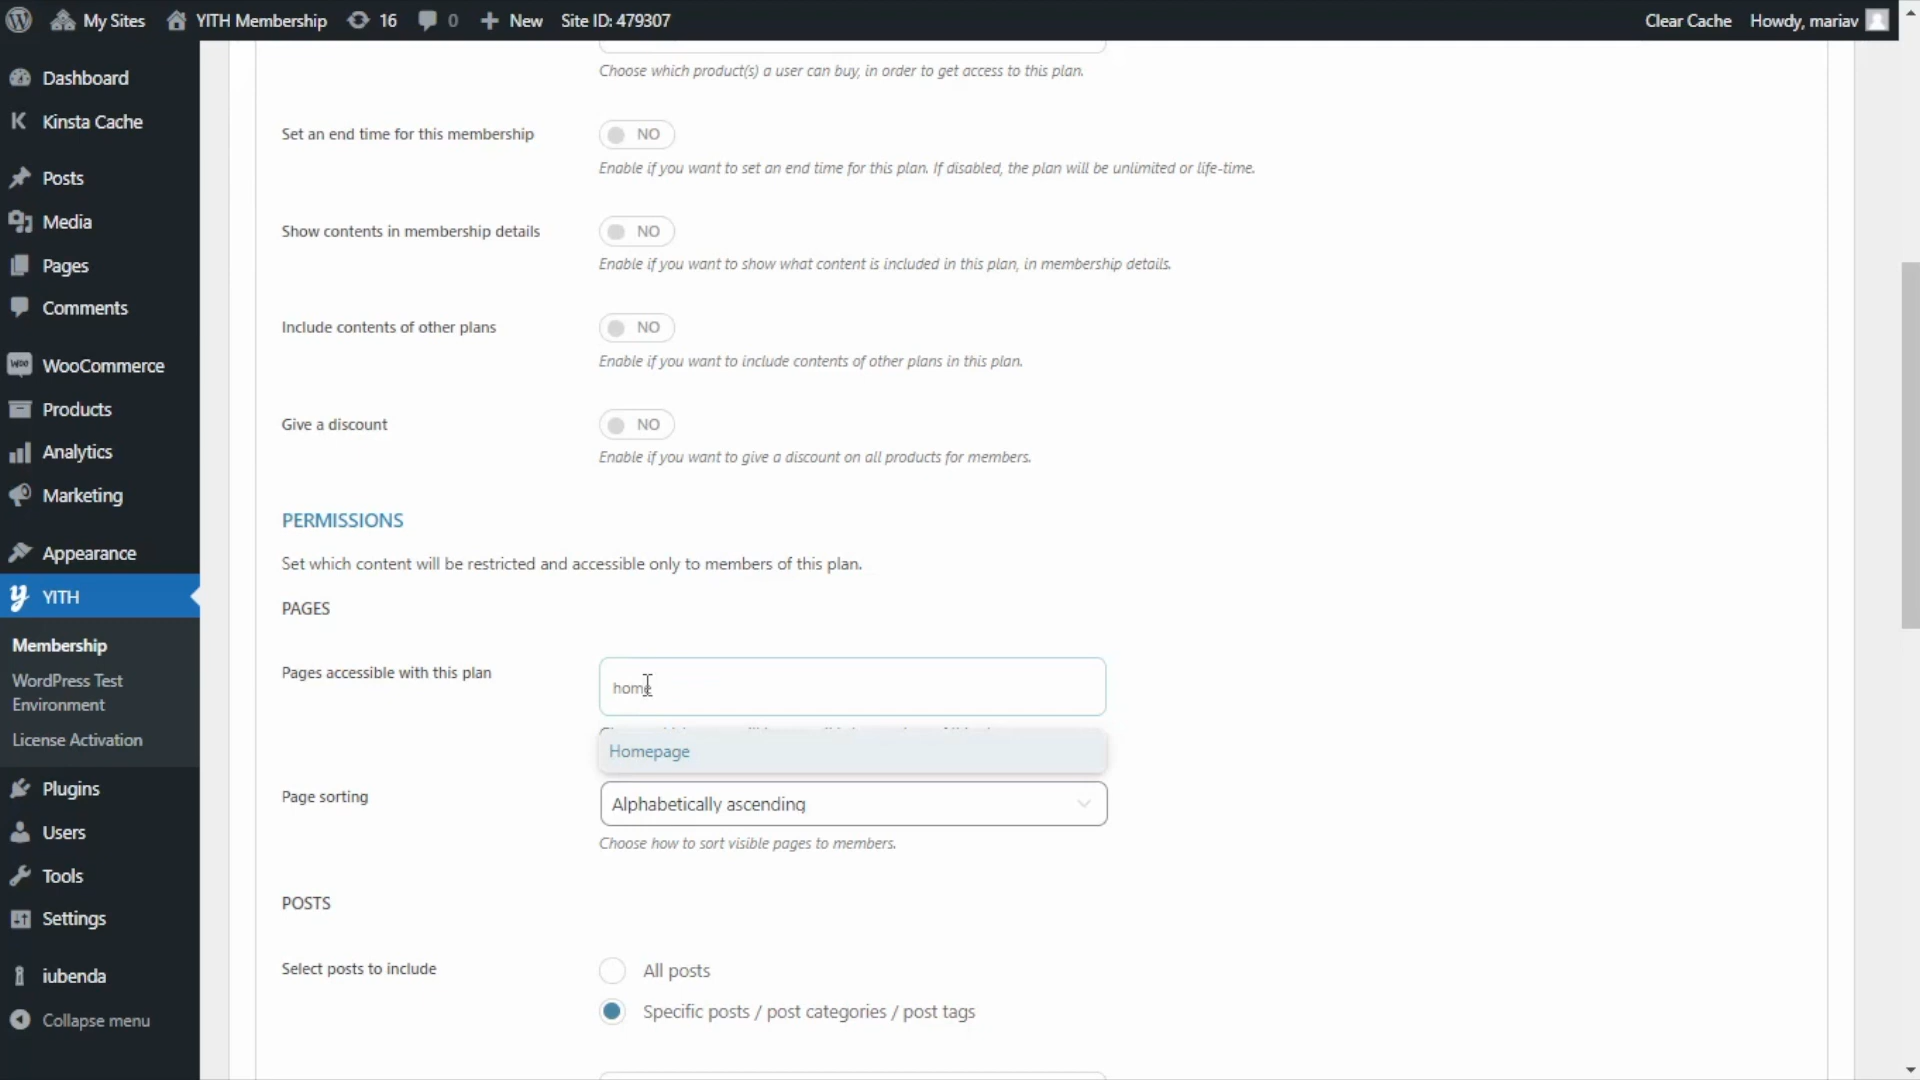 My Sites
YITH Membership
16
0
New
Site ID: 479307
Clear Cache
Howdy, mariav
Dashboard
Kinsta Cache
Posts
Media
Pages
Comments
WooCommerce
Products
Analytics
Marketing
Appearance
YITH
Membership
WordPress Test
Environment
License Activation
Plugins
Users
Tools
Settings
iubenda
Collapse menu
Choose which product(s) a user can buy, in order to get access to this plan.
Set an end time for this membership
NO
Enable if you want to set an end time for this plan. If disabled, the plan will be unlimited or life-time.
Show contents in membership details
NO
Enable if you want to show what content is included in this plan, in membership details.
Include contents of other plans
NO
Enable if you want to include contents of other plans in this plan.
Give a discount
NO
Enable if you want to give a discount on all products for members.
PERMISSIONS
Set which content will be restricted and accessible only to members of this plan.
PAGES
Pages accessible with this plan
home
Homepage
Page sorting
Alphabetically ascending
Choose how to sort visible pages to members.
POSTS
Select posts to include
All posts
Specific posts / post categories / post tags